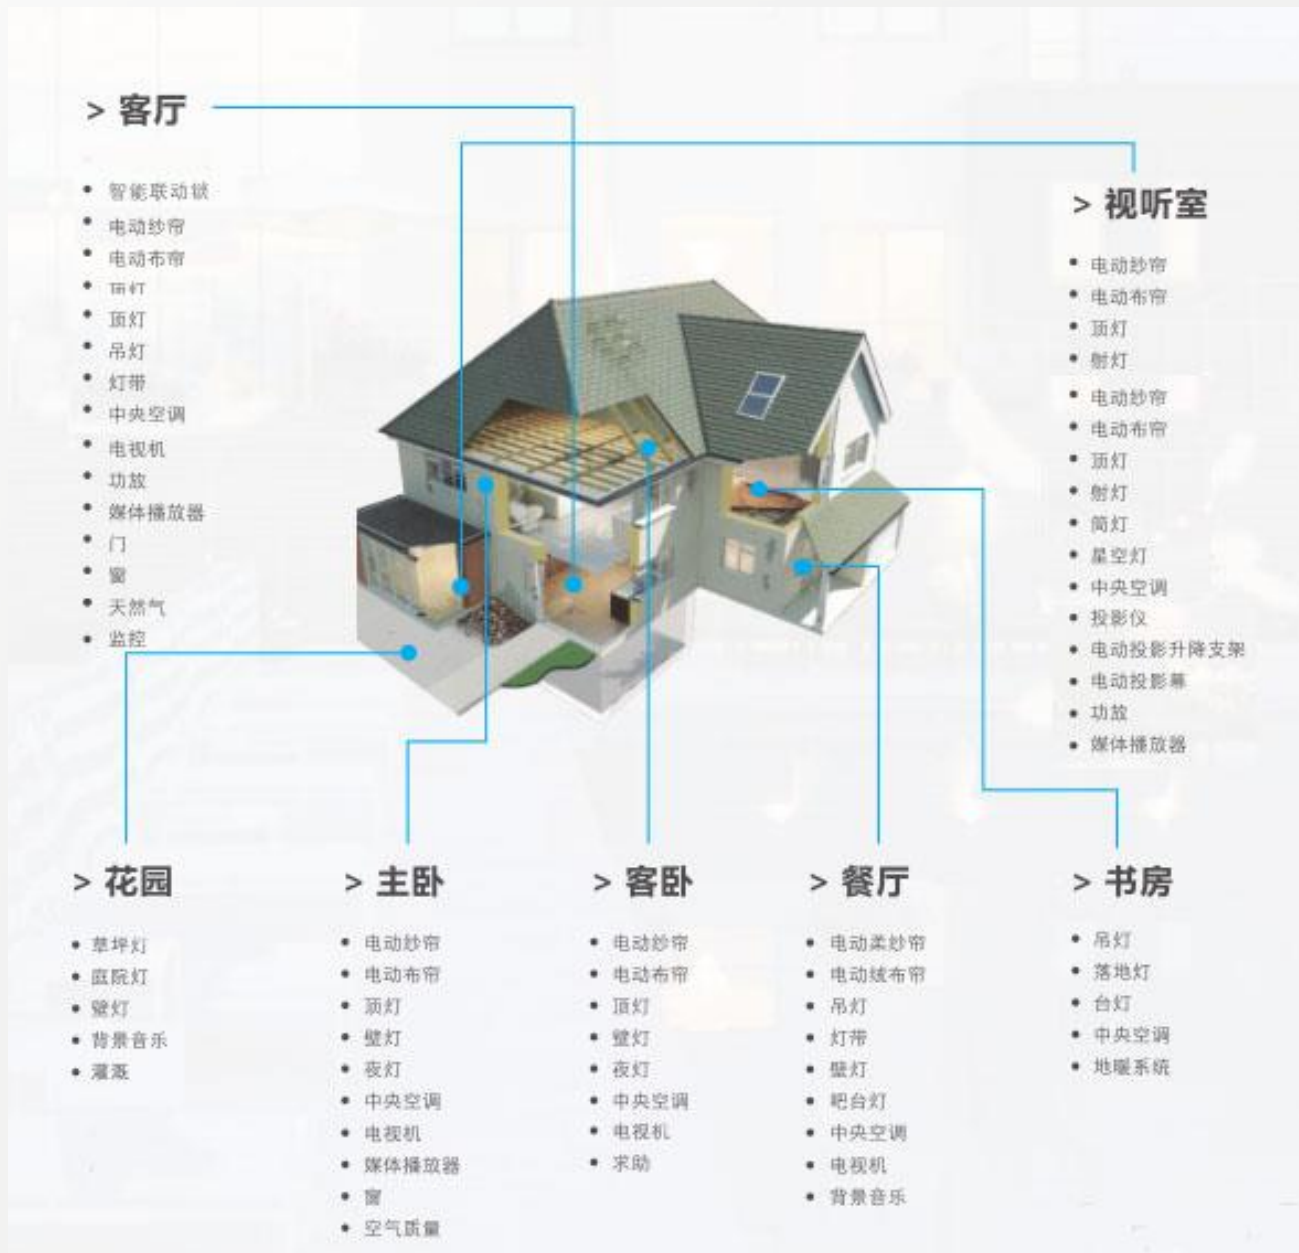 > 客厅
• 智能联动锁
• 电动纱帘
• 电动布帘
• 顶灯
• 顶灯
• 吊灯
• 灯带
• 中央空调
• 电视机
• 功放
• 媒体播放器
• 门
• 窗
• 天然气
• 监控
> 视听室
• 电动纱帘
• 电动布帘
• 顶灯
• 射灯
• 电动纱帘
• 电动布帘
• 顶灯
• 射灯
• 筒灯
• 星空灯
• 中央空调
• 投影仪
• 电动投影升降支架
• 电动投影幕
• 功放
• 媒体播放器
> 花园
• 草坪灯
• 庭院灯
• 壁灯
• 背景音乐
• 灌溉
> 主卧
• 电动纱帘
• 电动布帘
• 顶灯
• 壁灯
• 夜灯
• 中央空调
• 电视机
• 媒体播放器
• 窗
• 空气质量
> 客卧
• 电动纱帘
• 电动布帘
• 顶灯
• 壁灯
• 夜灯
• 中央空调
• 电视机
• 求助
> 餐厅
• 电动柔纱帘
• 电动绒布帘
• 吊灯
• 灯带
• 壁灯
• 吧台灯
• 中央空调
• 电视机
• 背景音乐
> 书房
• 吊灯
• 落地灯
• 台灯
• 中央空调
• 地暖系统